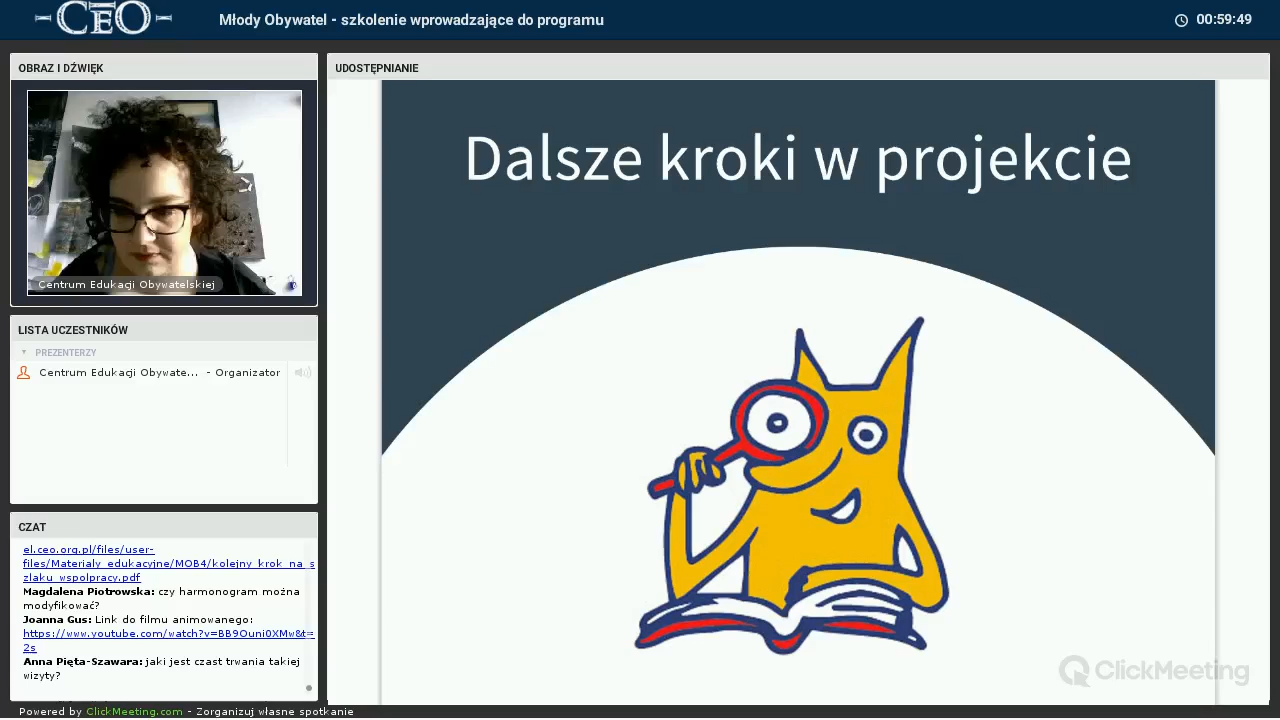 CEO
Młody Obywatel - szkolenie wprowadzające do programu
00:59:49
OBRAZ I DŹWIĘK
Centrum Edukacji Obywatelskiej
LISTA UCZESTNIKÓW
PREZENTERZY
Centrum Edukacji Obywate... - Organizator
CZAT
el.ceo.org.pl/files/user-
files/Materialy_edukacyjne/MOB4/kolejny_krok_na_s
zlaku_wspolpracy.pdf
Magdalena Piotrowska: czy harmonogram można
modyfikować?
Joanna Gus: Link do filmu animowanego:
https://www.youtube.com/watch?v=BB9Ouni0XMw&t=
2s
Anna Pięta-Szawara: jaki jest czast trwania takiej
wizyty?
UDOSTĘPNIANIE
Dalsze kroki w projekcie
ClickMeeting
Powered by ClickMeeting.com - Zorganizuj własne spotkanie